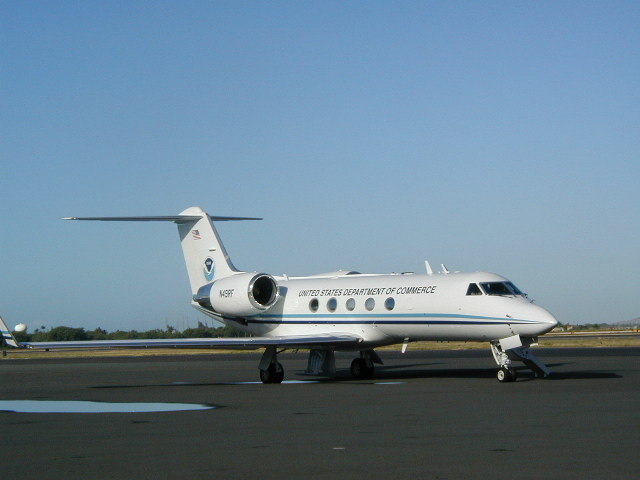 UNITED STATES DEPARTMENT OF COMMERCE
N49RF